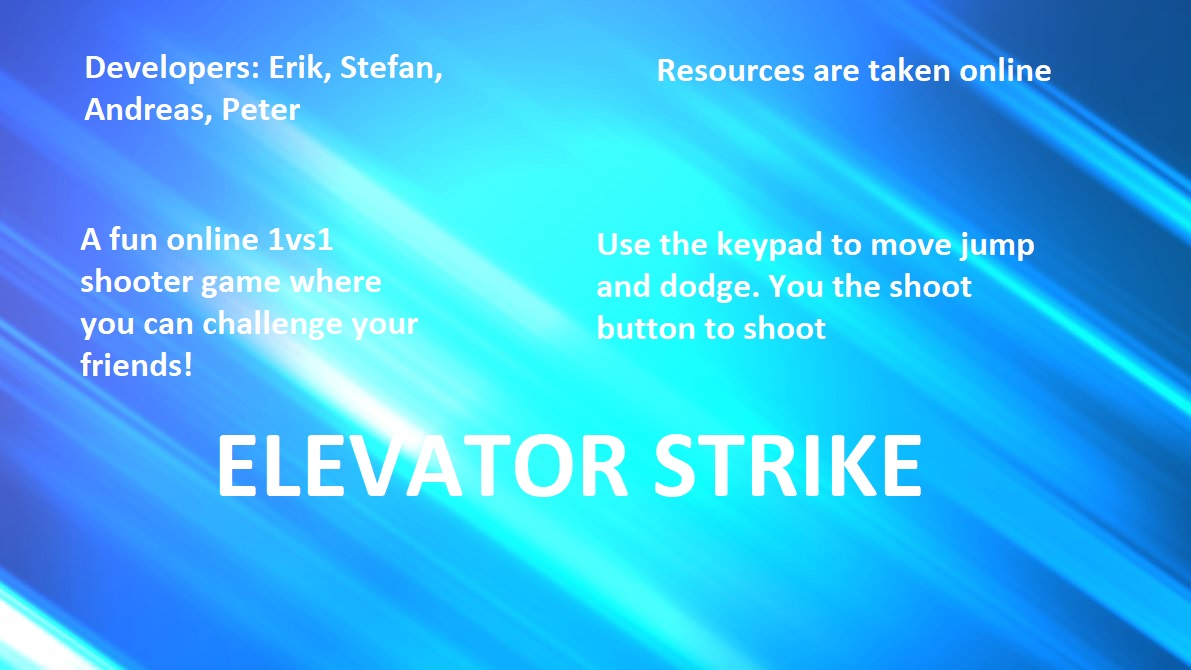 Developers: Erik, Stefan,
Andreas, Peter
Resources are taken online
A fun online 1vs1
shooter game where
you can challenge your
friends!
Use the keypad to move jump
and dodge. You the shoot
button to shoot
ELEVATOR STRIKE